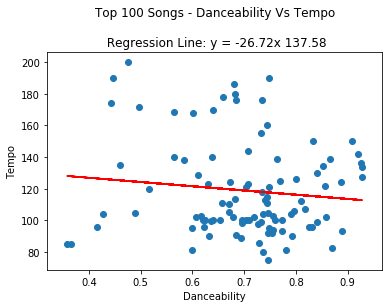 Top 100 Songs - Danceability Vs Tempo
Regression Line: y = -26.72x 137.58
200
180
160
140
120
100
80
Tempo
0.4 0.5 0.6 0.7 0.8 0.9
Danceability